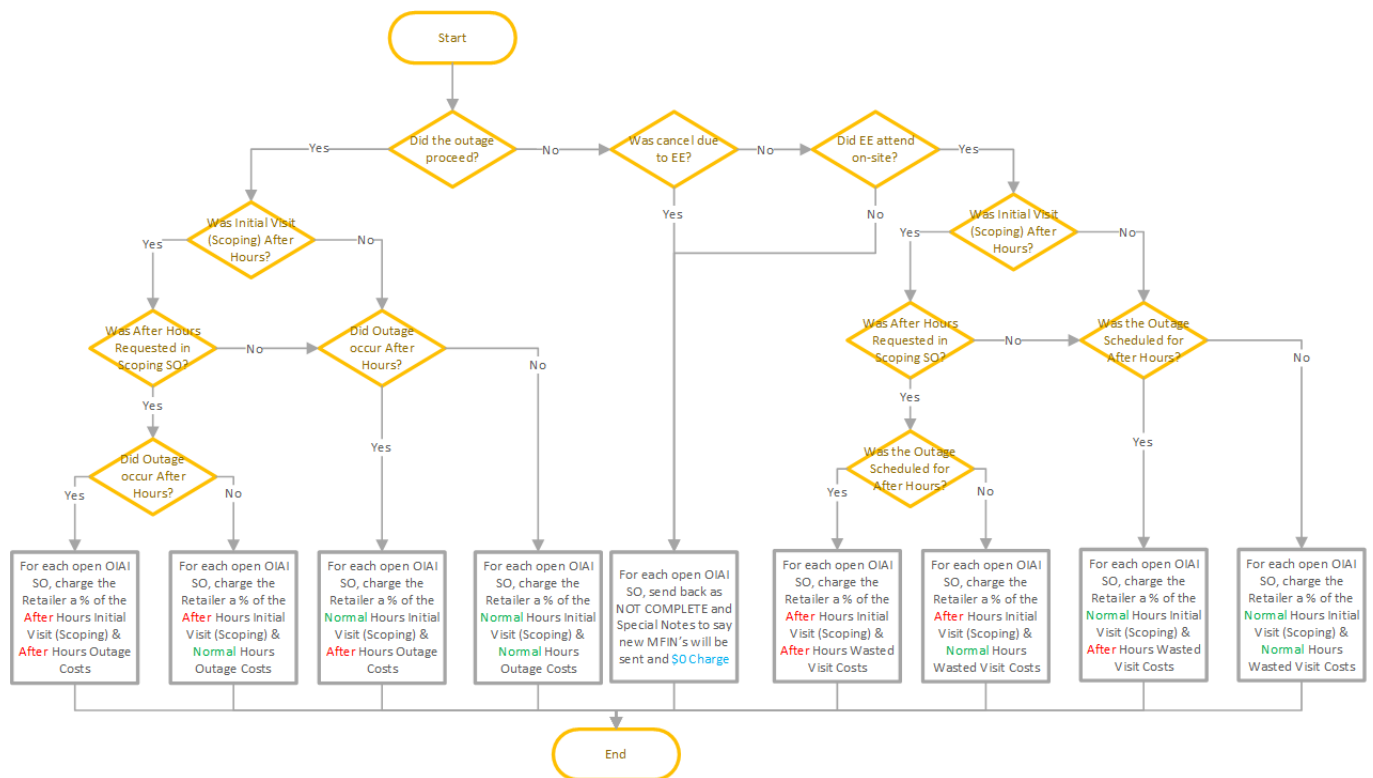 Start
Did the outage
proceed?
Yes
No
Was cancel due
to EE?
No
Did EE attend
on-site?
Yes
Yes
No
Was Initial Visit
(Scoping) After
Hours?
Yes
No
Was Initial Visit
(Scoping) After
Hours?
Yes
No
Was After Hours
Requested in
Scoping SO?
No
Did Outage
occur After
Hours?
No
Yes
Yes
Was After Hours
Requested in
Scoping SO?
No
Was the Outage
Scheduled for
After Hours?
No
Yes
Yes
Did Outage
occur After
Hours?
Yes
No
Was the Outage
Scheduled for
After Hours?
Yes
No
For each open OIAI
SO, charge the
Retailer a % of the
After Hours Initial
Visit (Scoping) &
After Hours Outage
Costs
For each open OIAI
SO, charge the
Retailer a % of the
After Hours Initial
Visit (Scoping) &
Normal Hours
Outage Costs
For each open OIAI
SO, charge the
Retailer a % of the
Normal Hours Initial
Visit (Scoping) &
After Hours Outage
Costs
For each open OIAI
SO, charge the
Retailer a % of the
Normal Hours Initial
Visit (Scoping) &
Normal Hours
Outage Costs
For each open OIAI
SO, send back as
NOT COMPLETE and
Special Notes to say
new MFIN's will be
sent and $0 Charge
For each open OIAI
SO, charge the
Retailer a % of the
After Hours Initial
Visit (Scoping) &
After Hours Wasted
Visit Costs
For each open OIAI
SO, charge the
Retailer a % of the
After Hours Initial
Visit (Scoping) &
Normal Hours
Wasted Visit Costs
For each open OIAI
SO, charge the
Retailer a % of the
Normal Hours Initial
Visit (Scoping) &
After Hours Wasted
Visit Costs
For each open OIAI
SO, charge the
Retailer a % of the
Normal Hours Initial
Visit (Scoping) &
Normal Hours
Wasted Visit Costs
End